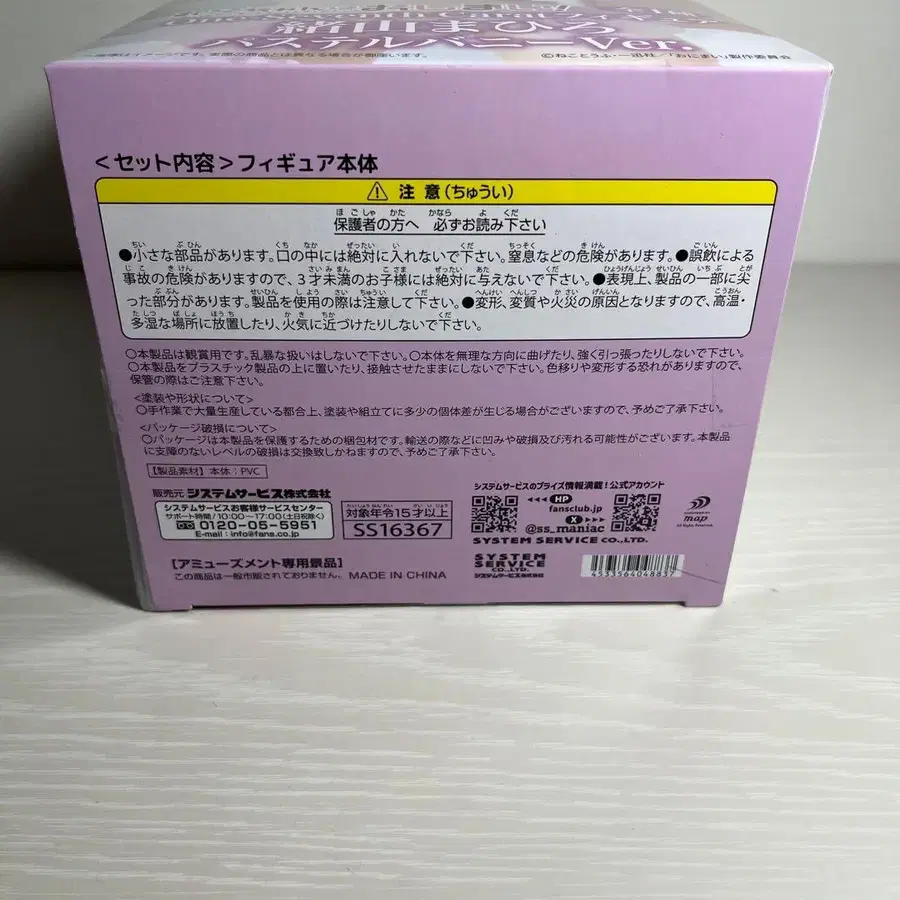 緒山まひろ
パステルバニーVer.
©ねことうふ・一迅社/「おにまい」製作委員会
＜セット内容＞フィギュア本体
⚠ 注意(ちゅうい)
保護者の方へ 必ずお読み下さい
●小さな部品があります。口の中には絶対に入れないで下さい。窒息などの危険があります。●誤飲による
事故の危険がありますので、3才未満のお子様には絶対に与えないで下さい。●表現上、製品の一部に尖
った部分があります。製品を使用の際は注意して下さい。●変形、変質や火災の原因となりますので、高温・
多湿な場所に放置したり、火気に近づけたりしないで下さい。
○本製品は観賞用です。乱暴な扱いはしないで下さい。○本体を無理な方向に曲げたり、強く引っ張ったりしないで下さい。
○本製品をプラスチック製品の上に置いたり、接触させたままにしないで下さい。色移りや変形する恐れがありますので、
保管の際はご注意下さい。
<塗装や形状について>
○手作業で大量生産している都合上、塗装や組立てに多少の個体差が生じる場合がございますので、予めご了承下さい。
<パッケージ破損について>
○パッケージは本製品を保護するための梱包材です。輸送の際などに凹みや破損及び汚れる可能性がございます。本製品
に支障のないレベルの破損は交換致しかねますので、予めご了承下さい。
【製品素材】本体：PVC
販売元 システムサービス株式会社
システムサービスお客様サービスセンター
サポート時間/10:00～17:00(土日祝除く)
0120-05-5951
E-mail：info@fans.co.jp
対象年令15才以上
SS16367
システムサービスのプライズ情報満載！公式アカウント
HP
fansclub.jp
X
@ss_maniac
SYSTEM SERVICE CO.,LTD.
map
All Rights Reserved.
【アミューズメント専用景品】
この商品は一般市販されておりません。 MADE IN CHINA
SYSTEM
SERVICE
CO.,LTD.
システムサービス株式会社
4533564048837